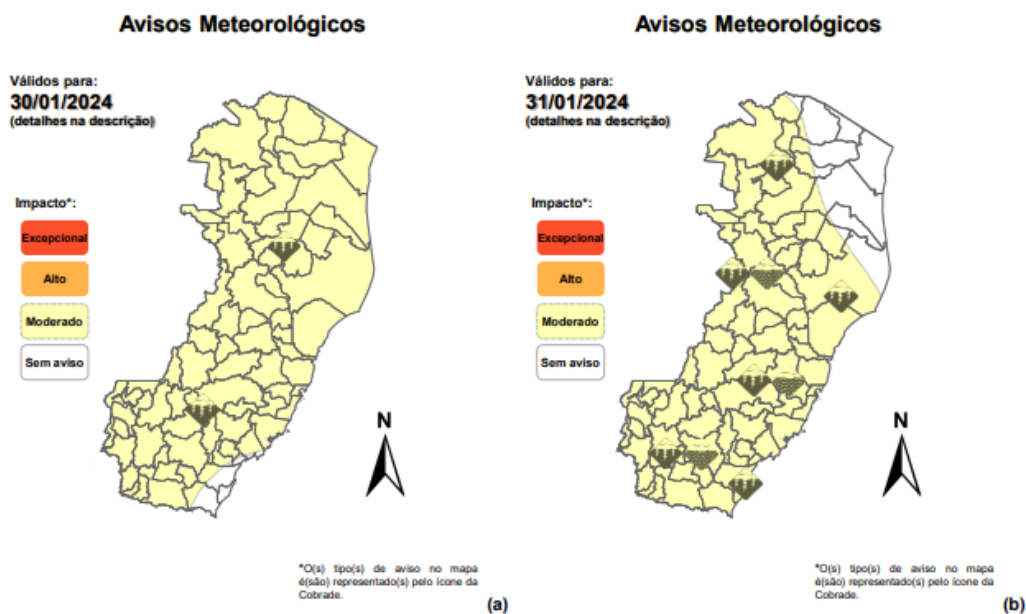 Avisos Meteorológicos
Válidos para:
30/01/2024
(detalhes na descrição)
Impacto*:
Excepcional
Alto
Moderado
Sem aviso
N
*O(s) tipo(s) de aviso no mapa
é(são) representado(s) pelo ícone da
Cobrade.
(a)
Avisos Meteorológicos
Válidos para:
31/01/2024
(detalhes na descrição)
Impacto*:
Excepcional
Alto
Moderado
Sem aviso
N
*O(s) tipo(s) de aviso no mapa
é(são) representado(s) pelo ícone da
Cobrade.
(b)